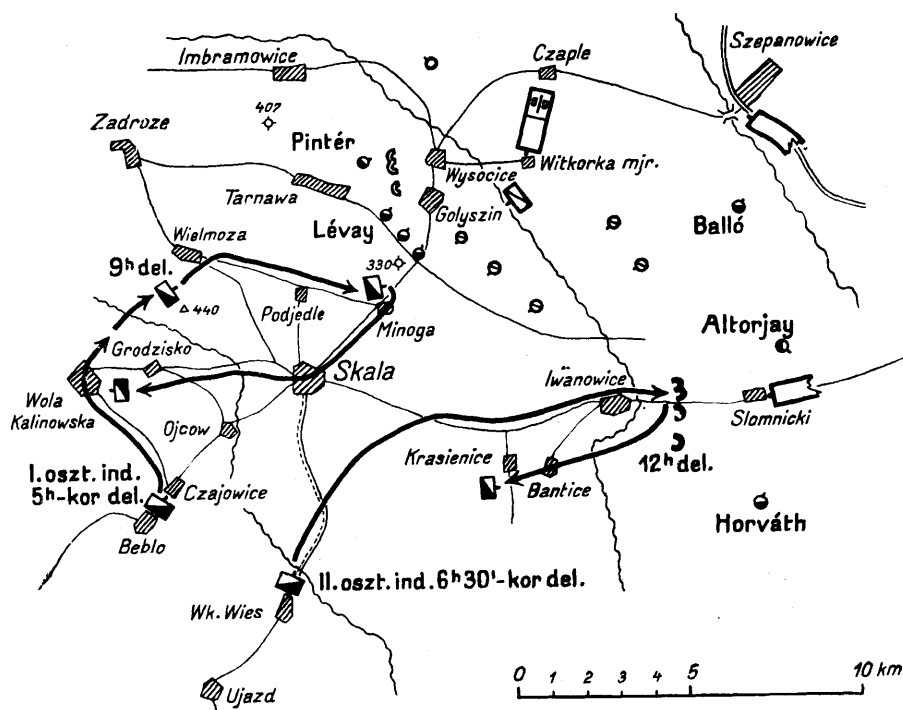 Imbramowice
Czaple
Szepanowice
407
Zadroze
Pintér
Wysocice
Witkorka mjr.
Tarnawa
Golyszin
Lévay
Balló
Wielmoza
330
9h del.
440
Podjedle
Minoga
Altorjay
Grodzisko
Skala
Iwanowice
Wola
Kalinowska
Slomnicki
Ojcow
Krasienice
12h del.
I. oszt. ind.
5h-kor del.
Czajowice
Bantice
Horváth
Beblo
II. oszt. ind. 6h 30'-kor del.
Wk. Wies
Ujazd
0 1 2 3 4 5 10 km